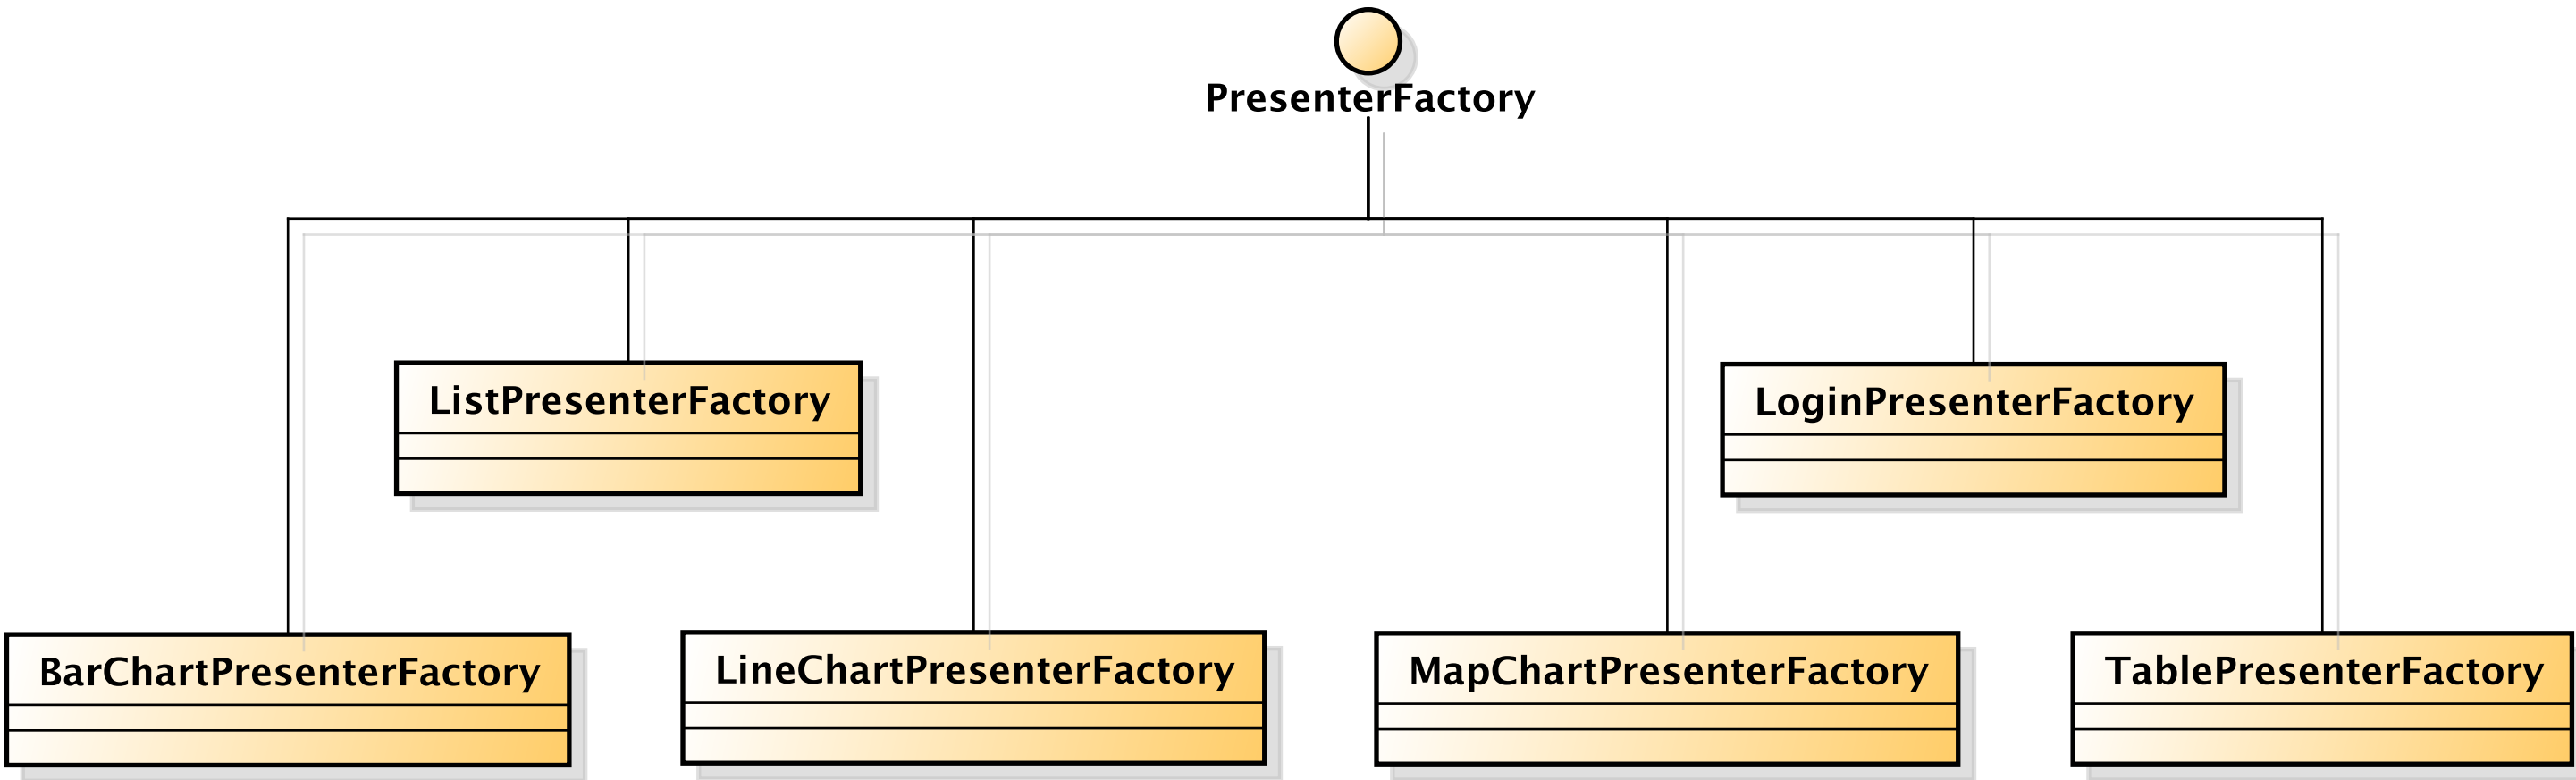 PresenterFactory
ListPresenterFactory
LoginPresenterFactory
BarChartPresenterFactory
LineChartPresenterFactory
MapChartPresenterFactory
TablePresenterFactory